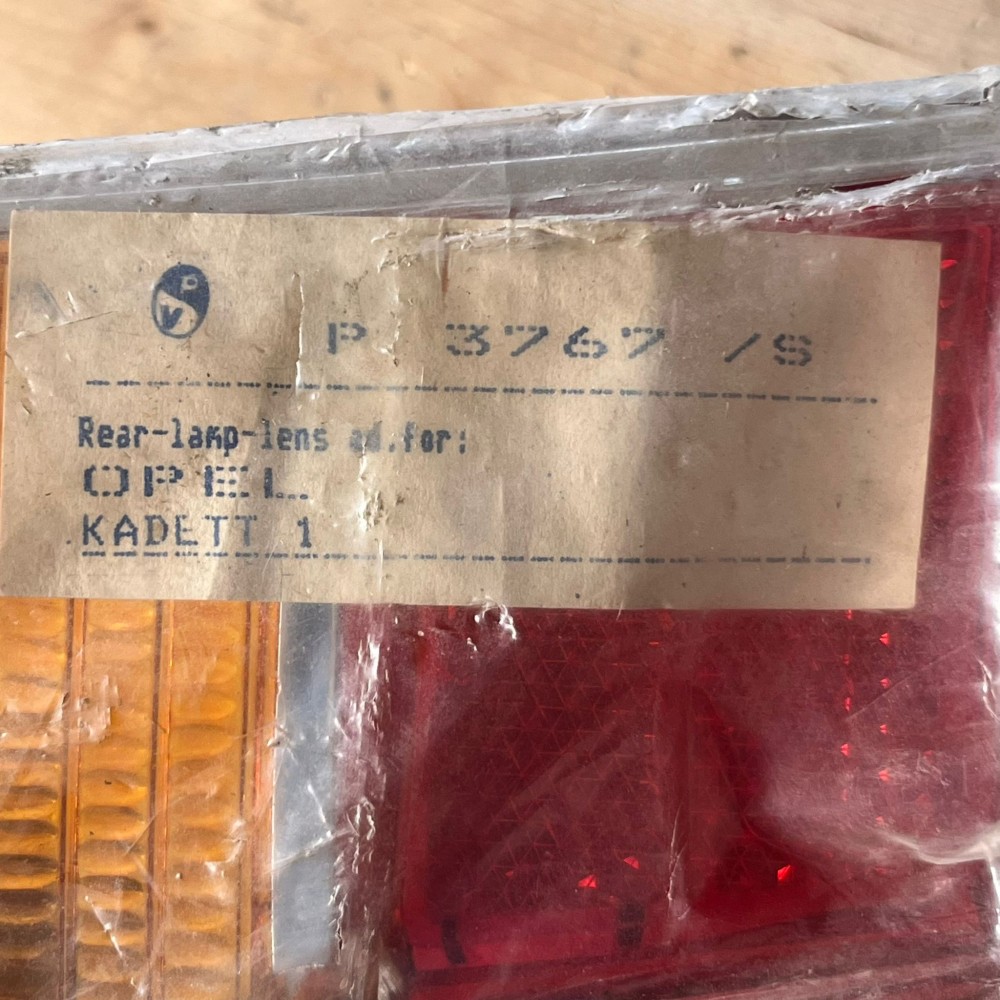 P V
P 3767 /S
Rear-lamp-lens ad.for:
OPEL
KADETT 1